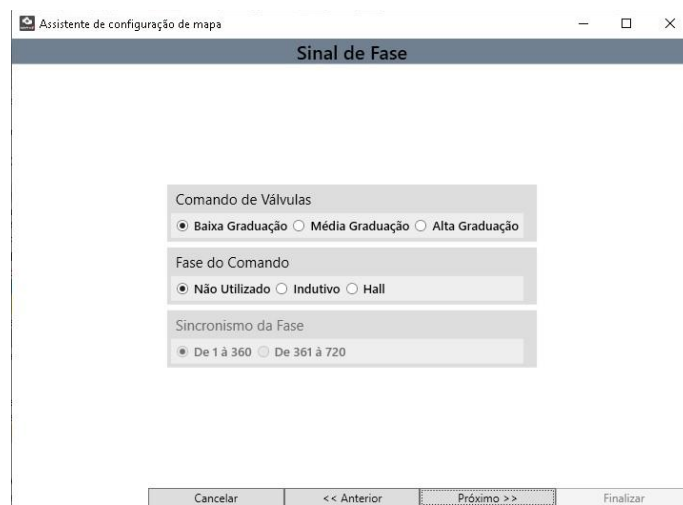 Assistente de configuração de mapa
Sinal de Fase
Comando de Válvulas
Baixa Graduação Média Graduação Alta Graduação
Fase do Comando
Não Utilizado Indutivo Hall
Sincronismo da Fase
De 1 à 360 De 361 à 720
Cancelar << Anterior Próximo >> Finalizar